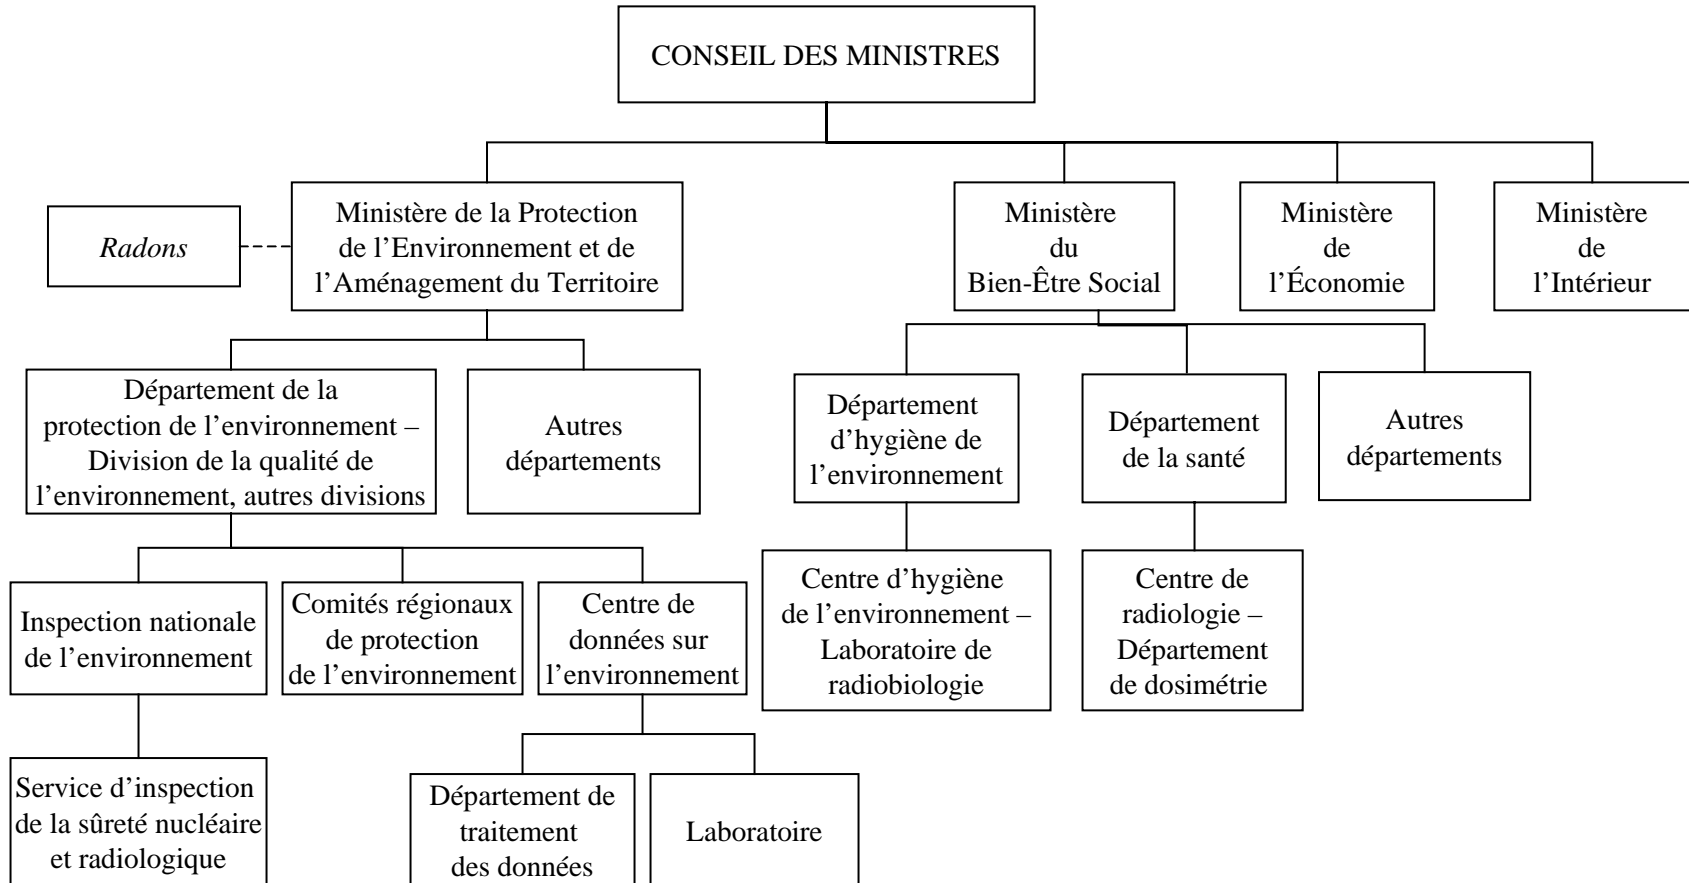 CONSEIL DES MINISTRES
Radons
Ministère de la Protection
de l’Environnement et de
l’Aménagement du Territoire
Ministère
du
Bien-Être Social
Ministère
de
l’Économie
Ministère
de
l’Intérieur
Département de la
protection de l’environnement –
Division de la qualité de
l’environnement, autres divisions
Autres
départements
Département
d’hygiène de
l’environnement
Département
de la santé
Autres
départements
Inspection nationale
de l’environnement
Comités régionaux
de protection
de l’environnement
Centre de
données sur
l’environnement
Centre d’hygiène
de l’environnement –
Laboratoire de
radiobiologie
Centre de
radiologie –
Département
de dosimétrie
Service d’inspection
de la sûreté nucléaire
et radiologique
Département de
traitement
des données
Laboratoire